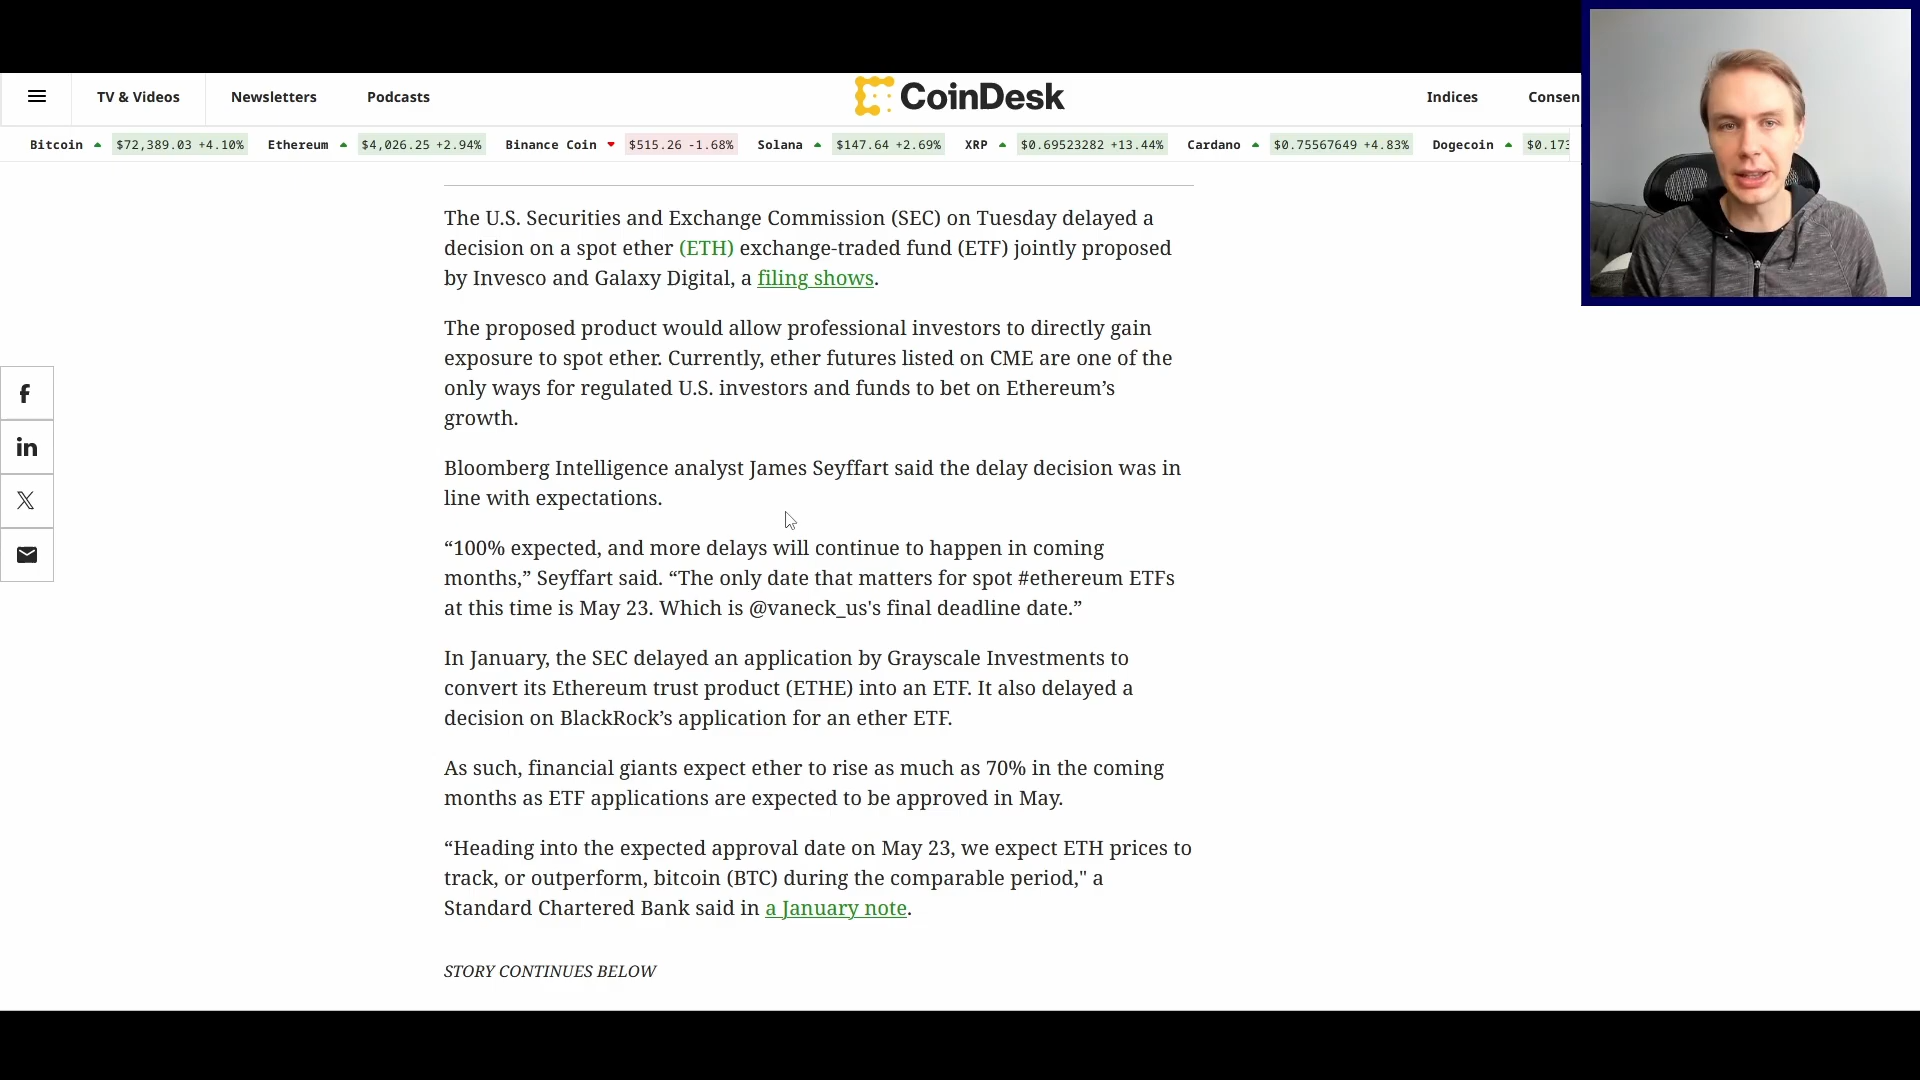 TV & Videos
Newsletters
Podcasts
CoinDesk
Indices
Consen
Bitcoin $72,389.03 +4.10% Ethereum $4,026.25 +2.94% Binance Coin $515.26 -1.68% Solana $147.64 +2.69% XRP $0.69523282 +13.44% Cardano $0.75567649 +4.83% Dogecoin $0.173
The U.S. Securities and Exchange Commission (SEC) on Tuesday delayed a
decision on a spot ether (ETH) exchange-traded fund (ETF) jointly proposed
by Invesco and Galaxy Digital, a filing shows.
The proposed product would allow professional investors to directly gain
exposure to spot ether. Currently, ether futures listed on CME are one of the
only ways for regulated U.S. investors and funds to bet on Ethereum’s
growth.
Bloomberg Intelligence analyst James Seyffart said the delay decision was in
line with expectations.
“100% expected, and more delays will continue to happen in coming
months,” Seyffart said. “The only date that matters for spot #ethereum ETFs
at this time is May 23. Which is @vaneck_us's final deadline date.”
In January, the SEC delayed an application by Grayscale Investments to
convert its Ethereum trust product (ETHE) into an ETF. It also delayed a
decision on BlackRock’s application for an ether ETF.
As such, financial giants expect ether to rise as much as 70% in the coming
months as ETF applications are expected to be approved in May.
“Heading into the expected approval date on May 23, we expect ETH prices to
track, or outperform, bitcoin (BTC) during the comparable period," a
Standard Chartered Bank said in a January note.
STORY CONTINUES BELOW